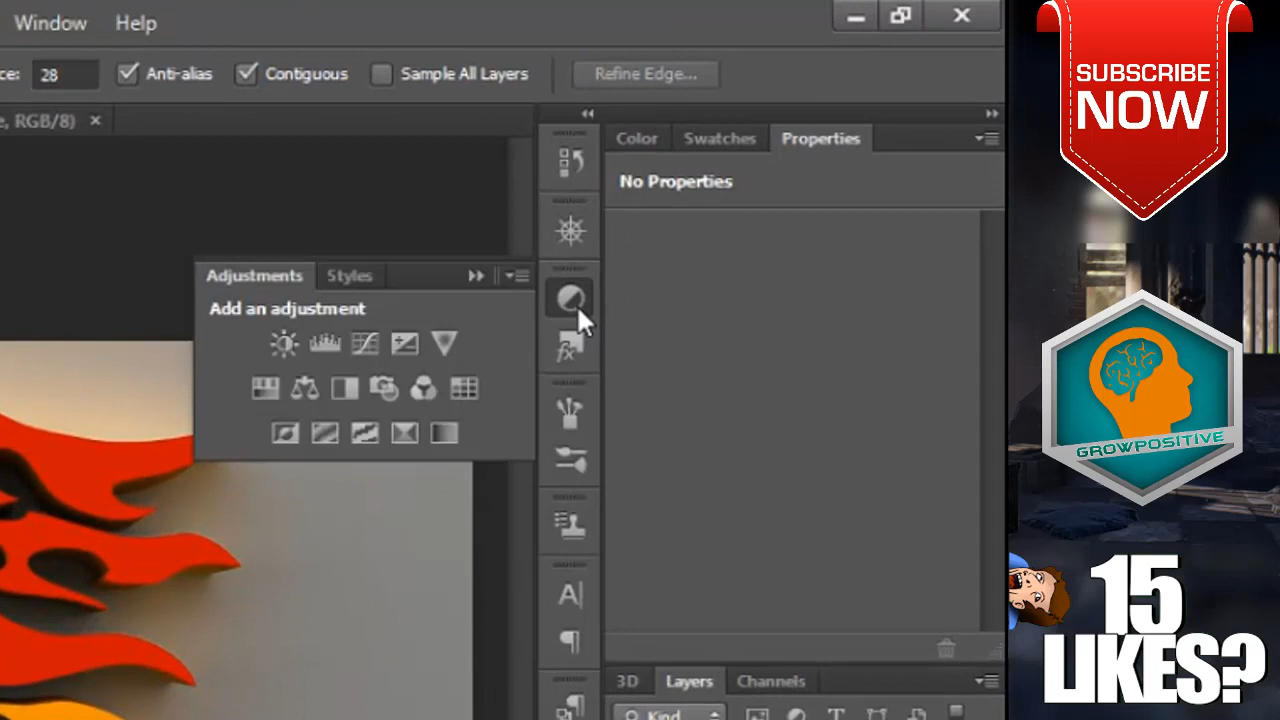 Window Help
ce: 28 Anti-alias Contiguous Sample All Layers Refine Edge...
e, RGB/8) ×
Color Swatches Properties
No Properties
Adjustments Styles
Add an adjustment
fx
A
3D Layers Channels
Kind T
SUBSCRIBE
NOW
GROWPOSITIVE
15
LIKES?